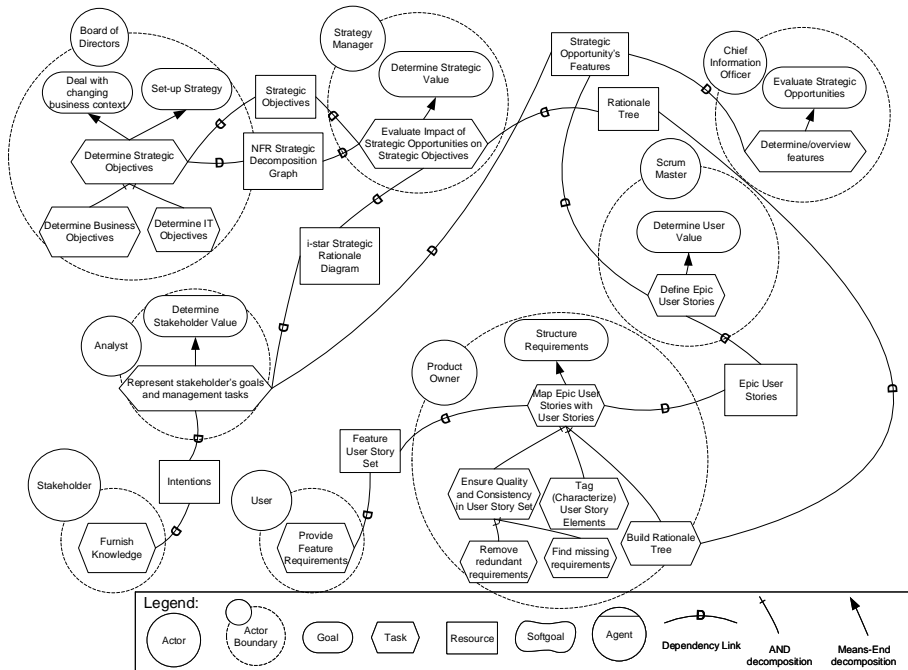 Board of
Directors
Deal with
changing
business context
Set-up Strategy
Determine Strategic
Objectives
Determine Business
Objectives
Determine IT
Objectives
Strategic
Objectives
NFR Strategic
Decomposition
Graph
D
D
D
D
Strategy
Manager
Determine Strategic
Value
Evaluate Impact of
Strategic Opportunities on
Strategic Objectives
D
i-star Strategic
Rationale
Diagram
D
D
Strategic
Opportunity's
Features
D
Rationale
Tree
D
D
Chief
Information
Officer
Evaluate Strategic
Opportunities
Determine/overview
features
Scrum
Master
Determine User
Value
Define Epic
User Stories
D
Epic User
Stories
D
D
Analyst
Determine
Stakeholder Value
Represent stakeholder's goals
and management tasks
D
Intentions
D
Stakeholder
Furnish
Knowledge
User
Provide
Feature
Requirements
D
Feature
User Story
Set
D
Product
Owner
Structure
Requirements
Map Epic User
Stories with
User Stories
Ensure Quality
and Consistency
in User Story Set
Tag
(Characterize)
User Story
Elements
Remove
redundant
requirements
Find missing
requirements
Build Rationale
Tree
Legend:
Actor
Actor
Boundary
Goal
Task
Resource
Softgoal
Agent
D
Dependency Link
AND
decomposition
Means-End
decomposition